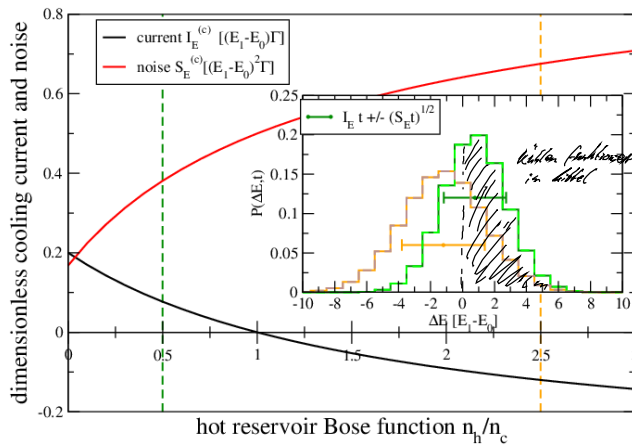 current I_E^(c) [(E_1-E_0)Γ]
noise S_E^(c)[(E_1-E_0)^2Γ]
dimensionless cooling current and noise
0.8
0.6
0.4
0.2
0
-0.2
0 0.5 1 1.5 2 2.5 3
hot reservoir Bose function n_h/n_c
I_E t +/- (S_E t)^1/2
P(ΔE,t)
0.25
0.2
0.15
0.1
0.05
0
-10 -8 -6 -4 -2 0 2 4 6 8 10
ΔE [E_1-E_0]
kühlen funktioniert
im Mittel